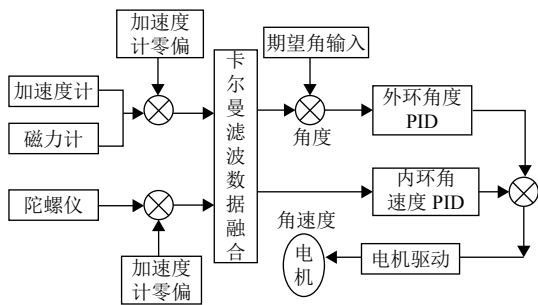 加速度
计零偏
期望角输入
加速度计
磁力计
卡尔曼滤波数据融合
角度
外环角度
PID
陀螺仪
内环角
速度 PID
角速度
加速度
计零偏
电机
电机驱动